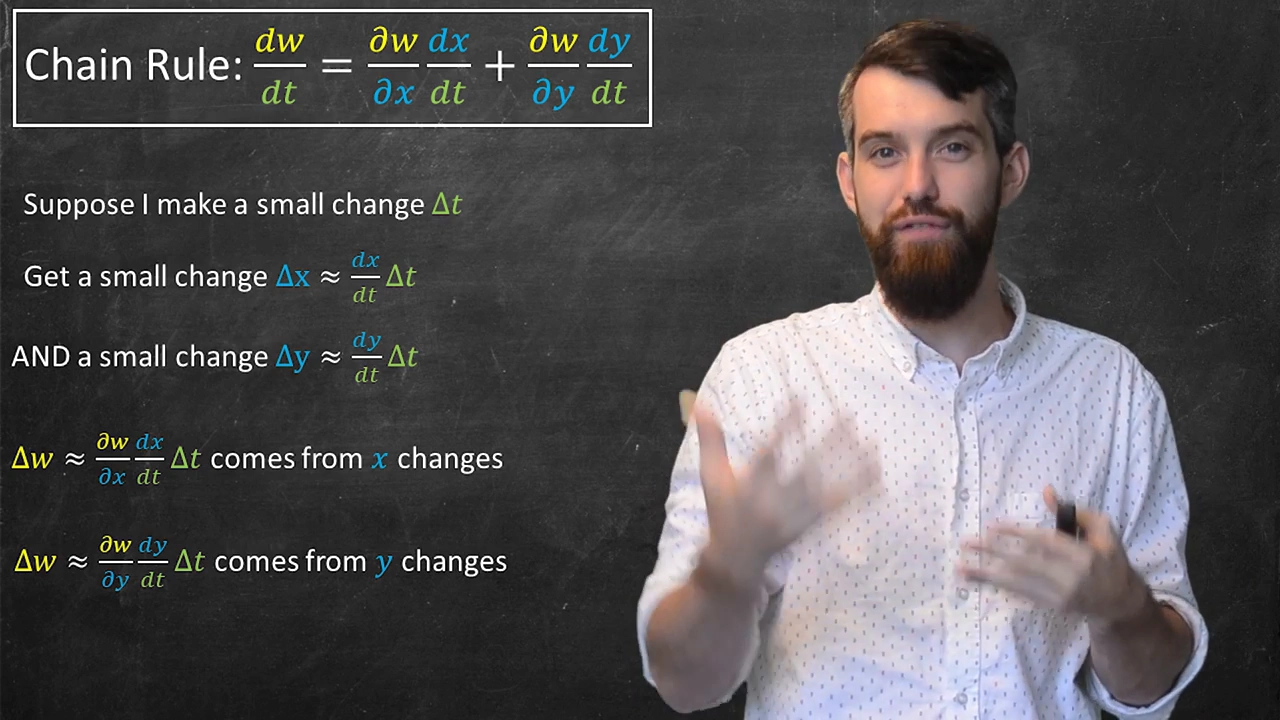 Chain Rule: dw/dt = ∂w/∂x dx/dt + ∂w/∂y dy/dt
Suppose I make a small change Δt
Get a small change Δx ≈ dx/dt Δt
AND a small change Δy ≈ dy/dt Δt
Δw ≈ ∂w/∂x dx/dt Δt comes from x changes
Δw ≈ ∂w/∂y dy/dt Δt comes from y changes